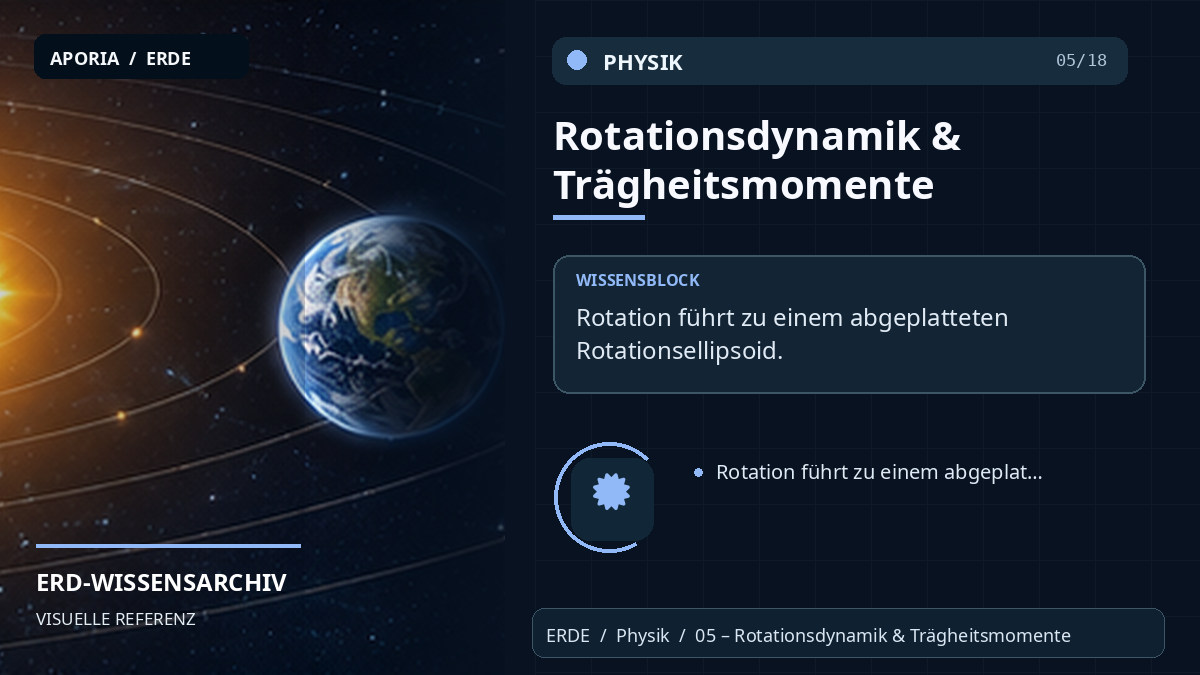 APORIA / ERDE
ERD-WISSENSARCHIV
VISUELLE REFERENZ
PHYSIK
05/18
Rotationsdynamik &
Trägheitsmomente
WISSENSBLOCK
Rotation führt zu einem abgeplatteten
Rotationsellipsoid.
Rotation führt zu einem abgeplat...
ERDE / Physik / 05 – Rotationsdynamik & Trägheitsmomente